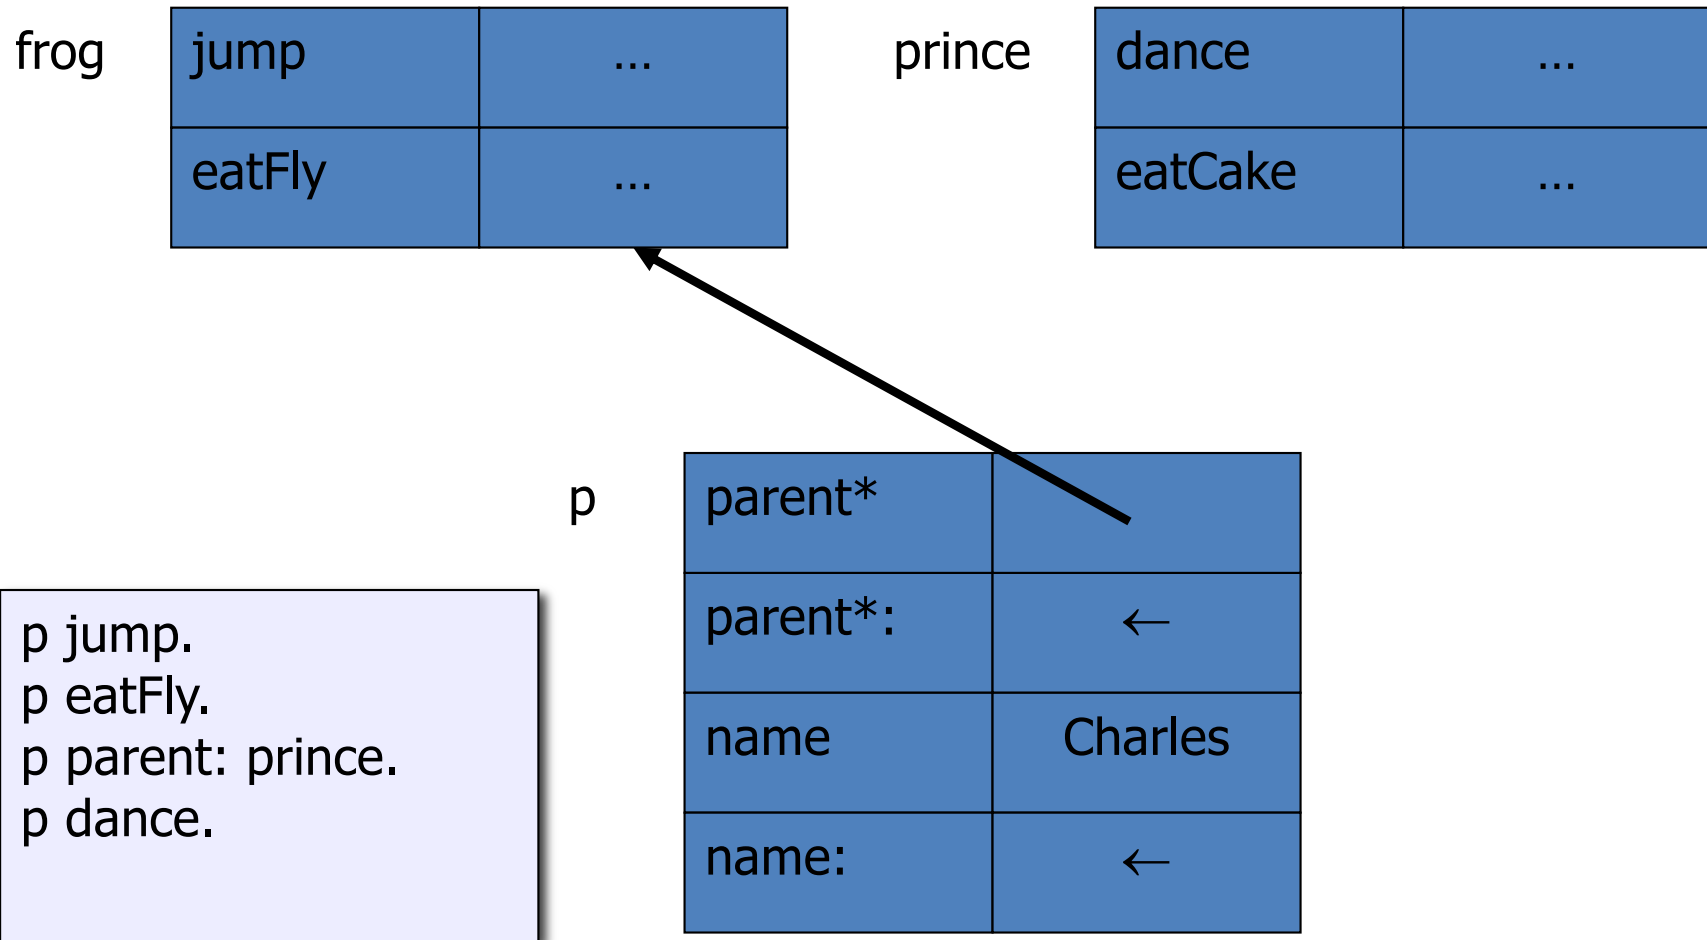 frog jump … prince dance …
eatFly … eatCake …
p parent*
parent*: ←
name Charles
name: ←
p jump.
p eatFly.
p parent: prince.
p dance.